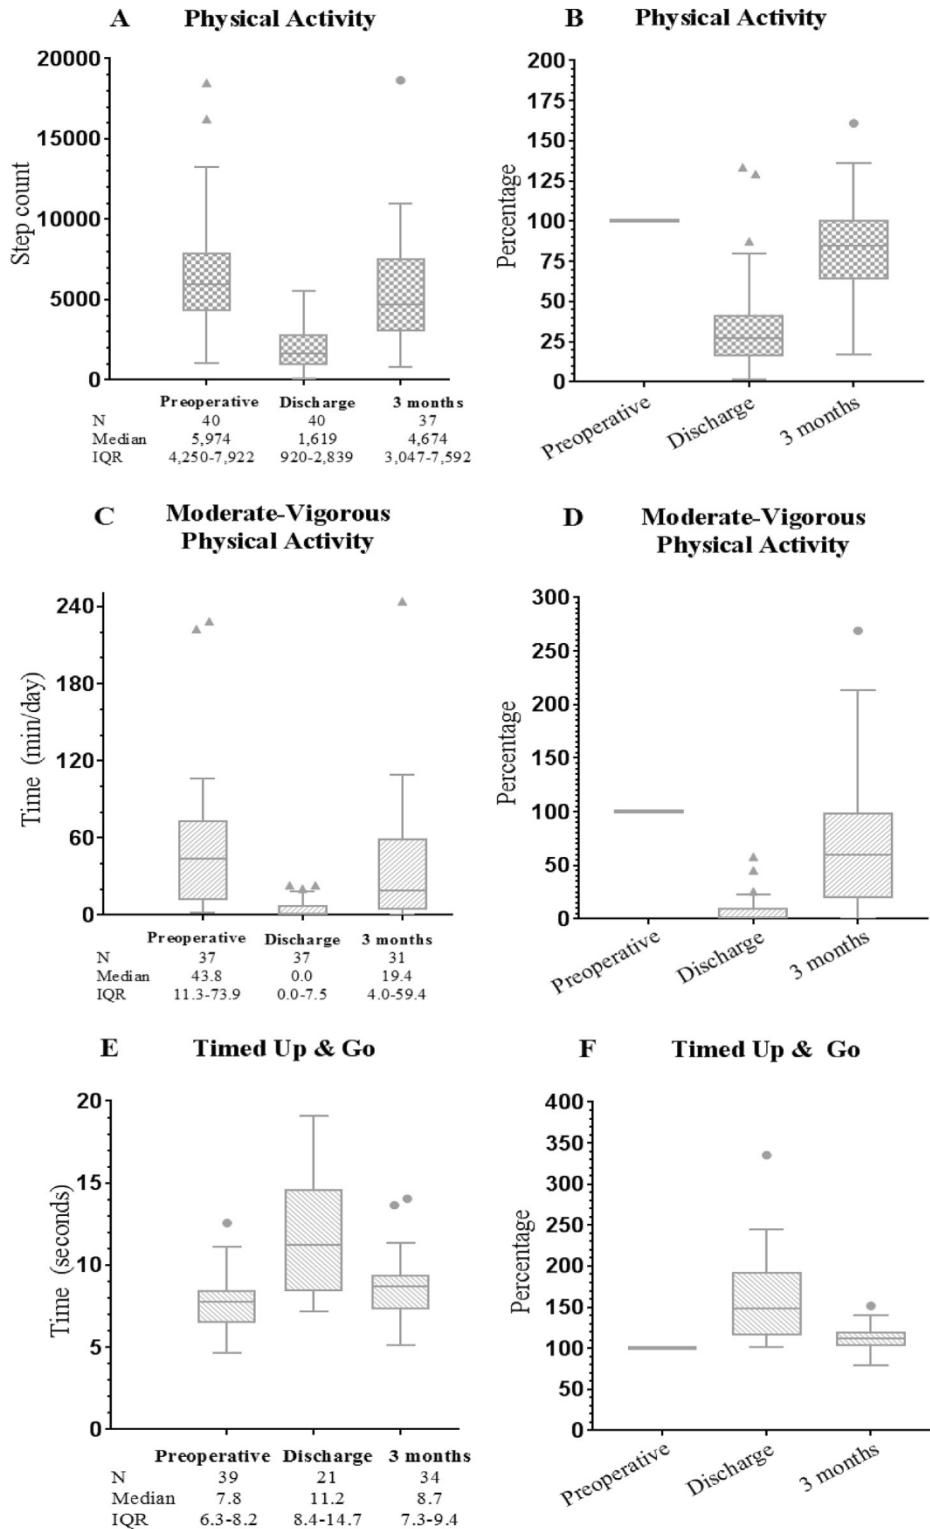 A Physical Activity
20000
15000
10000
5000
0
Step count
Preoperative Discharge 3 months
N 40 40 37
Median 5,974 1,619 4,674
IQR 4,250-7,922 920-2,839 3,047-7,592
B Physical Activity
200
175
150
125
100
75
50
25
0
Percentage
Preoperative Discharge 3 months
C Moderate-Vigorous
Physical Activity
240
180
120
60
0
Time (min/day)
Preoperative Discharge 3 months
N 37 37 31
Median 43.8 0.0 19.4
IQR 11.3-73.9 0.0-7.5 4.0-59.4
D Moderate-Vigorous
Physical Activity
300
250
200
150
100
50
0
Percentage
Preoperative Discharge 3 months
E Timed Up & Go
20
15
10
5
0
Time (seconds)
Preoperative Discharge 3 months
N 39 21 34
Median 7.8 11.2 8.7
IQR 6.3-8.2 8.4-14.7 7.3-9.4
F Timed Up & Go
400
350
300
250
200
150
100
50
0
Percentage
Preoperative Discharge 3 months